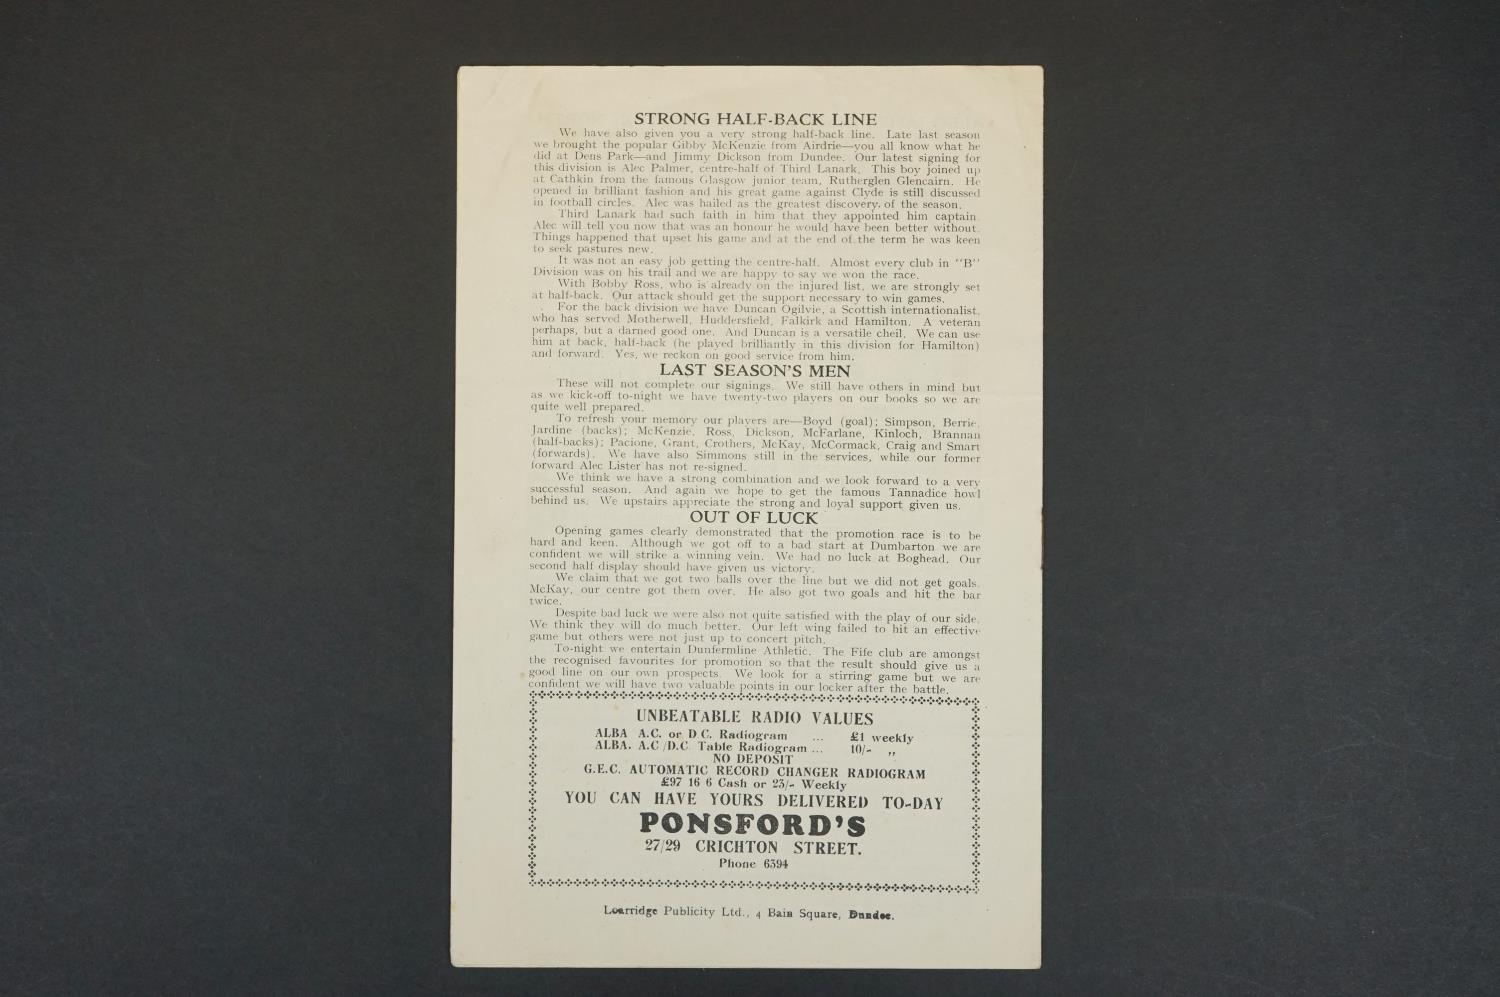 STRONG HALF-BACK LINE
We have also given you a very strong half-back line. Late last season
we brought the popular Gibby McKenzie from Airdrie—you all know what he
did at Dens Park—and Jimmy Dickson from Dundee. Our latest signing for
this division is Alec Palmer, centre-half of Third Lanark. This boy joined up
at Cathkin from the famous Glasgow junior team, Rutherglen Glencairn. He
opened in brilliant fashion and his great game against Clyde is still discussed
in football circles. Alec was hailed as the greatest discovery of the season.
Third Lanark had such faith in him that they appointed him captain.
Alec will tell you now that was an honour he would have been better without.
Things happened that upset his game and at the end of the term he was keen
to seek pastures new.
It was not an easy job getting the centre-half. Almost every club in "B"
Division was on his trail and we are happy to say we won the race.
With Bobby Ross, who is already on the injured list, we are strongly set
at half-back. Our attack should get the support necessary to win games.
For the back division we have Duncan Ogilvie, a Scottish internationalist,
who has served Motherwell, Huddersfield, Falkirk and Hamilton. A veteran
perhaps, but a darned good one. And Duncan is a versatile cheil. We can use
him at back, half-back (he played brilliantly in this division for Hamilton)
and forward. Yes, we reckon on good service from him.
LAST SEASON'S MEN
These will not complete our signings. We still have others in mind but
as we kick-off to-night we have twenty-two players on our books so we are
quite well prepared.
To refresh your memory our players are—Boyd (goal); Simpson, Berrie,
Jardine (backs); McKenzie, Ross, Dickson, McFarlane, Kinloch, Brannan
(half-backs); Pacione, Grant, Crothers, McKay, McCormack, Craig and Smart
(forwards). We have also Simmons still in the services, while our former
forward Alec Lister has not re-signed.
We think we have a strong combination and we look forward to a very
successful season. And again we hope to get the famous Tannadice howl
behind us. We upstairs appreciate the strong and loyal support given us.
OUT OF LUCK
Opening games clearly demonstrated that the promotion race is to be
hard and keen. Although we got off to a bad start at Dumbarton we are
confident we will strike a winning vein. We had no luck at Boghead. Our
second half display should have given us victory.
We claim that we got two balls over the line but we did not get goals.
McKay, our centre got them over. He also got two goals and hit the bar
twice.
Despite bad luck we were also not quite satisfied with the play of our side.
We think they will do much better. Our left wing failed to hit an effective
game but others were not just up to concert pitch.
To-night we entertain Dunfermline Athletic. The Fife club are amongst
the recognised favourites for promotion so that the result should give us a
good line on our own prospects. We look for a stirring game but we are
confident we will have two valuable points in our locker after the battle.
UNBEATABLE RADIO VALUES
ALBA A.C. or D.C. Radiogram ... £1 weekly
ALBA. A.C./D.C. Table Radiogram ... 10/- „
NO DEPOSIT
G.E.C. AUTOMATIC RECORD CHANGER RADIOGRAM
£97 16 6 Cash or 23/- Weekly
YOU CAN HAVE YOURS DELIVERED TO-DAY
PONSFORD'S
27/29 CRICHTON STREET.
Phone 6394
Loarridge Publicity Ltd., 4 Bain Square, Dundee.